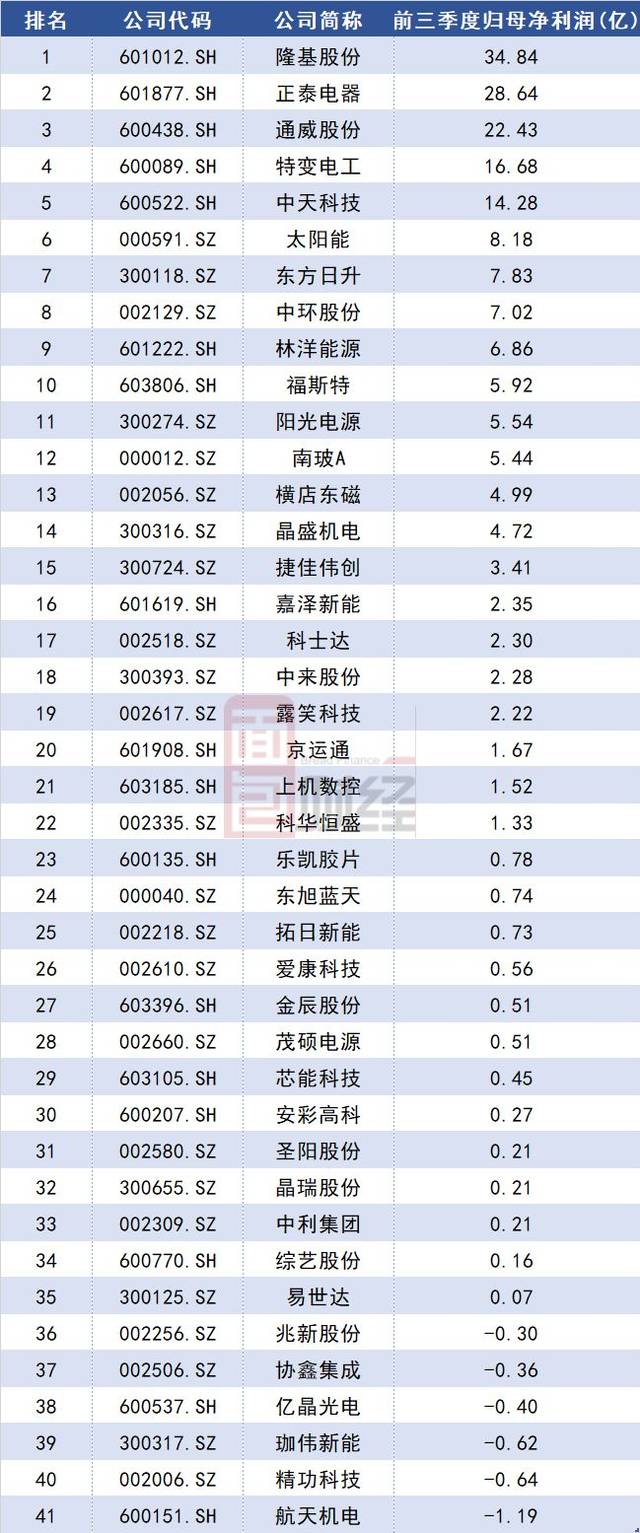 排名 公司代码 公司简称 前三季度归母净利润(亿)
1 601012.SH 隆基股份 34.84
2 601877.SH 正泰电器 28.64
3 600438.SH 通威股份 22.43
4 600089.SH 特变电工 16.68
5 600522.SH 中天科技 14.28
6 000591.SZ 太阳能 8.18
7 300118.SZ 东方日升 7.83
8 002129.SZ 中环股份 7.02
9 601222.SH 林洋能源 6.86
10 603806.SH 福斯特 5.92
11 300274.SZ 阳光电源 5.54
12 000012.SZ 南玻A 5.44
13 002056.SZ 横店东磁 4.99
14 300316.SZ 晶盛机电 4.72
15 300724.SZ 捷佳伟创 3.41
16 601619.SH 嘉泽新能 2.35
17 002518.SZ 科士达 2.30
18 300393.SZ 中来股份 2.28
19 002617.SZ 露笑科技 2.22
20 601908.SH 京运通 1.67
21 603185.SH 上机数控 1.52
22 002335.SZ 科华恒盛 1.33
23 600135.SH 乐凯胶片 0.78
24 000040.SZ 东旭蓝天 0.74
25 002218.SZ 拓日新能 0.73
26 002610.SZ 爱康科技 0.56
27 603396.SH 金辰股份 0.51
28 002660.SZ 茂硕电源 0.51
29 603105.SH 芯能科技 0.45
30 600207.SH 安彩高科 0.27
31 002580.SZ 圣阳股份 0.21
32 300655.SZ 晶瑞股份 0.21
33 002309.SZ 中利集团 0.21
34 600770.SH 综艺股份 0.16
35 300125.SZ 易世达 0.07
36 002256.SZ 兆新股份 -0.30
37 002506.SZ 协鑫集成 -0.36
38 600537.SH 亿晶光电 -0.40
39 300317.SZ 珈伟新能 -0.62
40 002006.SZ 精功科技 -0.64
41 600151.SH 航天机电 -1.19